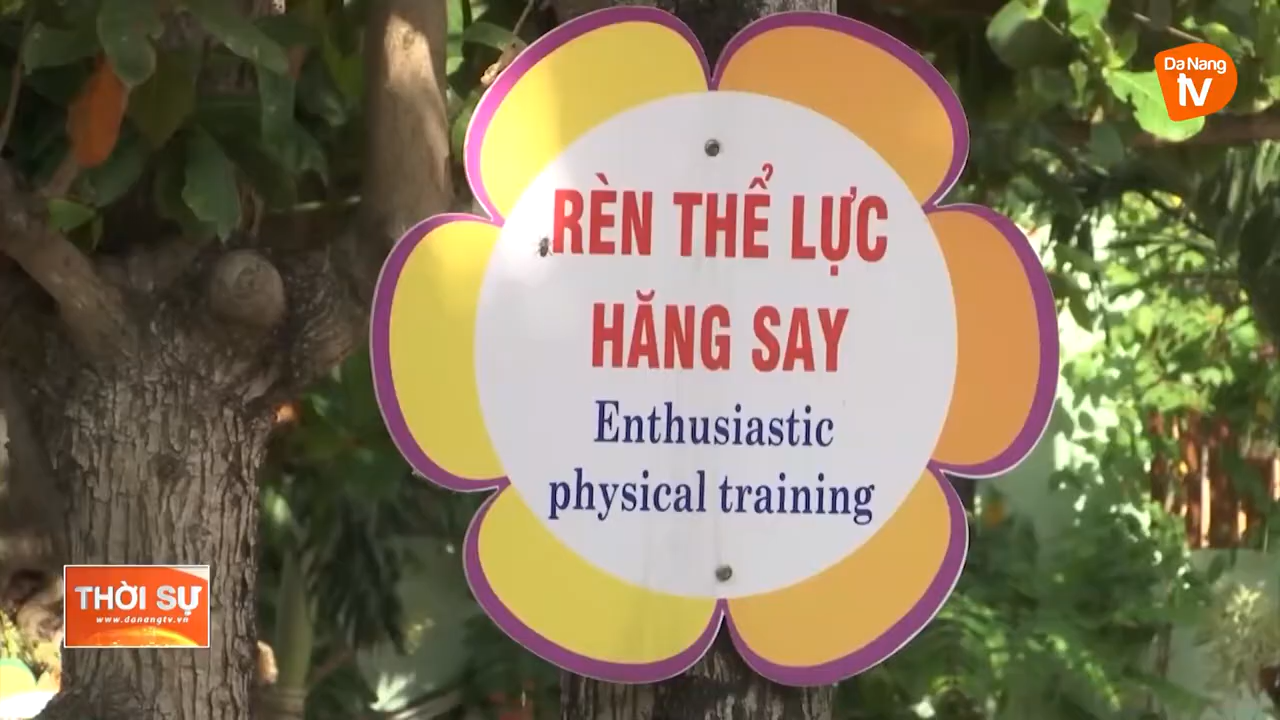 Da Nang
tv
RÈN THỂ LỰC
HĂNG SAY
Enthusiastic
physical training
THỜI SỰ
www.danangtv.vn